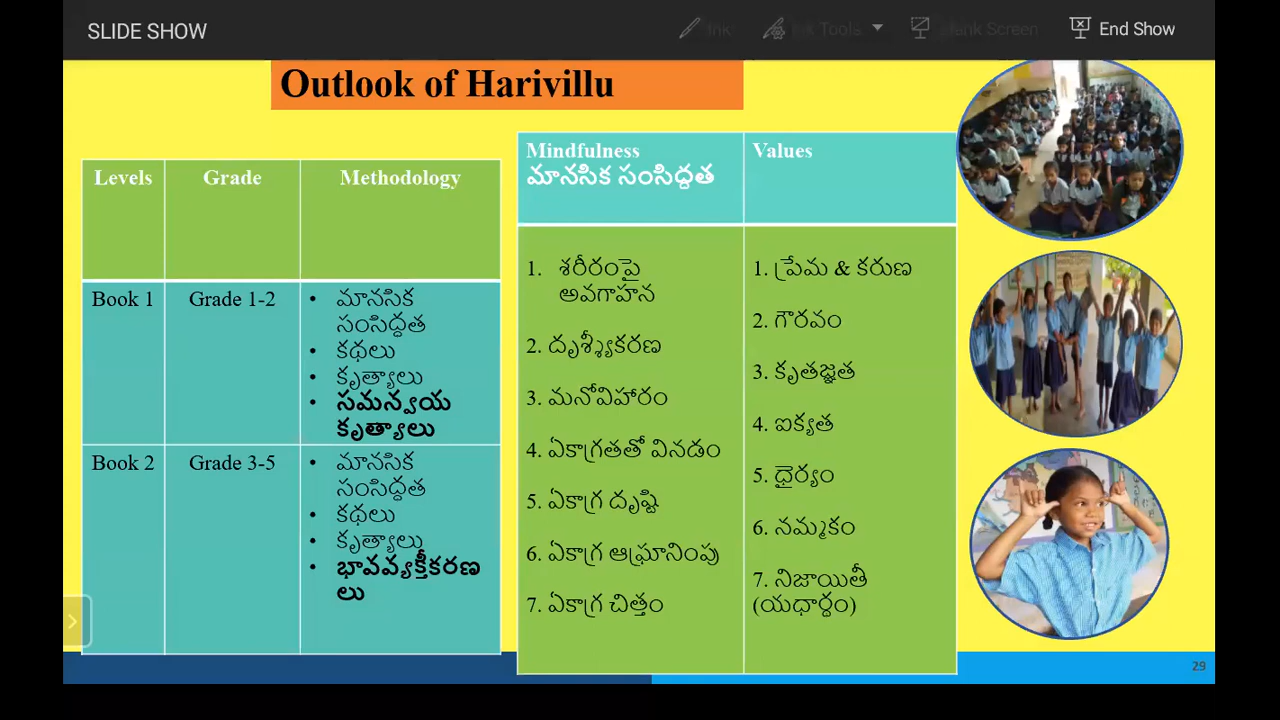 SLIDE SHOW
Ink
Ink Tools
Blank Screen
End Show
Outlook of Harivillu
Levels
Grade
Methodology
Book 1
Grade 1-2
• మానసిక
సంసిద్ధత
• కథలు
• కృత్యాలు
• సమన్వయ
కృత్యాలు
Book 2
Grade 3-5
• మానసిక
సంసిద్ధత
• కథలు
• కృత్యాలు
• భావవ్యక్తీకరణ
లు
Mindfulness
మానసిక సంసిద్ధత
Values
1. శరీరంపై
అవగాహన
2. దృశ్శ్యీకరణ
3. మనోవిహారం
4. ఏకాగ్రతతో వినడం
5. ఏకాగ్ర దృష్టి
6. ఏకాగ్ర ఆఘ్రానింపు
7. ఏకాగ్ర చిత్తం
1. ప్రేమ & కరుణ
2. గౌరవం
3. కృతజ్ఞత
4. ఐక్యత
5. ధైర్యం
6. నమ్మకం
7. నిజాయితీ
(యధార్ధం)
29